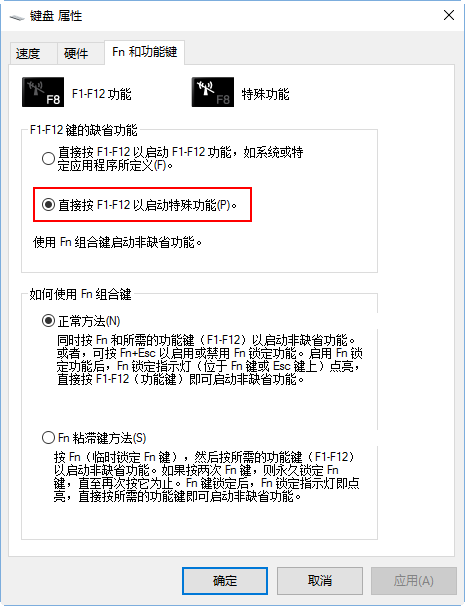 键盘 属性
速度 硬件 Fn 和功能键
F8 F1-F12 功能 F8 特殊功能
F1-F12 键的缺省功能
直接按 F1-F12 以启动 F1-F12 功能，如系统或特
定应用程序所定义(F)。
直接按 F1-F12 以启动特殊功能(P)。
使用 Fn 组合键启动非缺省功能。
如何使用 Fn 组合键
正常方法(N)
同时按 Fn 和所需的功能键（F1-F12）以启动非缺省功能。
或者，可按 Fn+Esc 以启用或禁用 Fn 锁定功能。启用 Fn 锁
定功能后，Fn 锁定指示灯（位于 Fn 键或 Esc 键上）点亮，
直接按 F1-F12（功能键）即可启动非缺省功能。
Fn 粘滞键方法(S)
按 Fn（临时锁定 Fn 键），然后按所需的功能键（F1-F12）
以启动非缺省功能。如果按两次 Fn 键，则永久锁定 Fn
键，直至再次按它为止。Fn 键锁定后，Fn 锁定指示灯即点
亮，直接按所需的功能键即可启动非缺省功能。
确定 取消 应用(A)